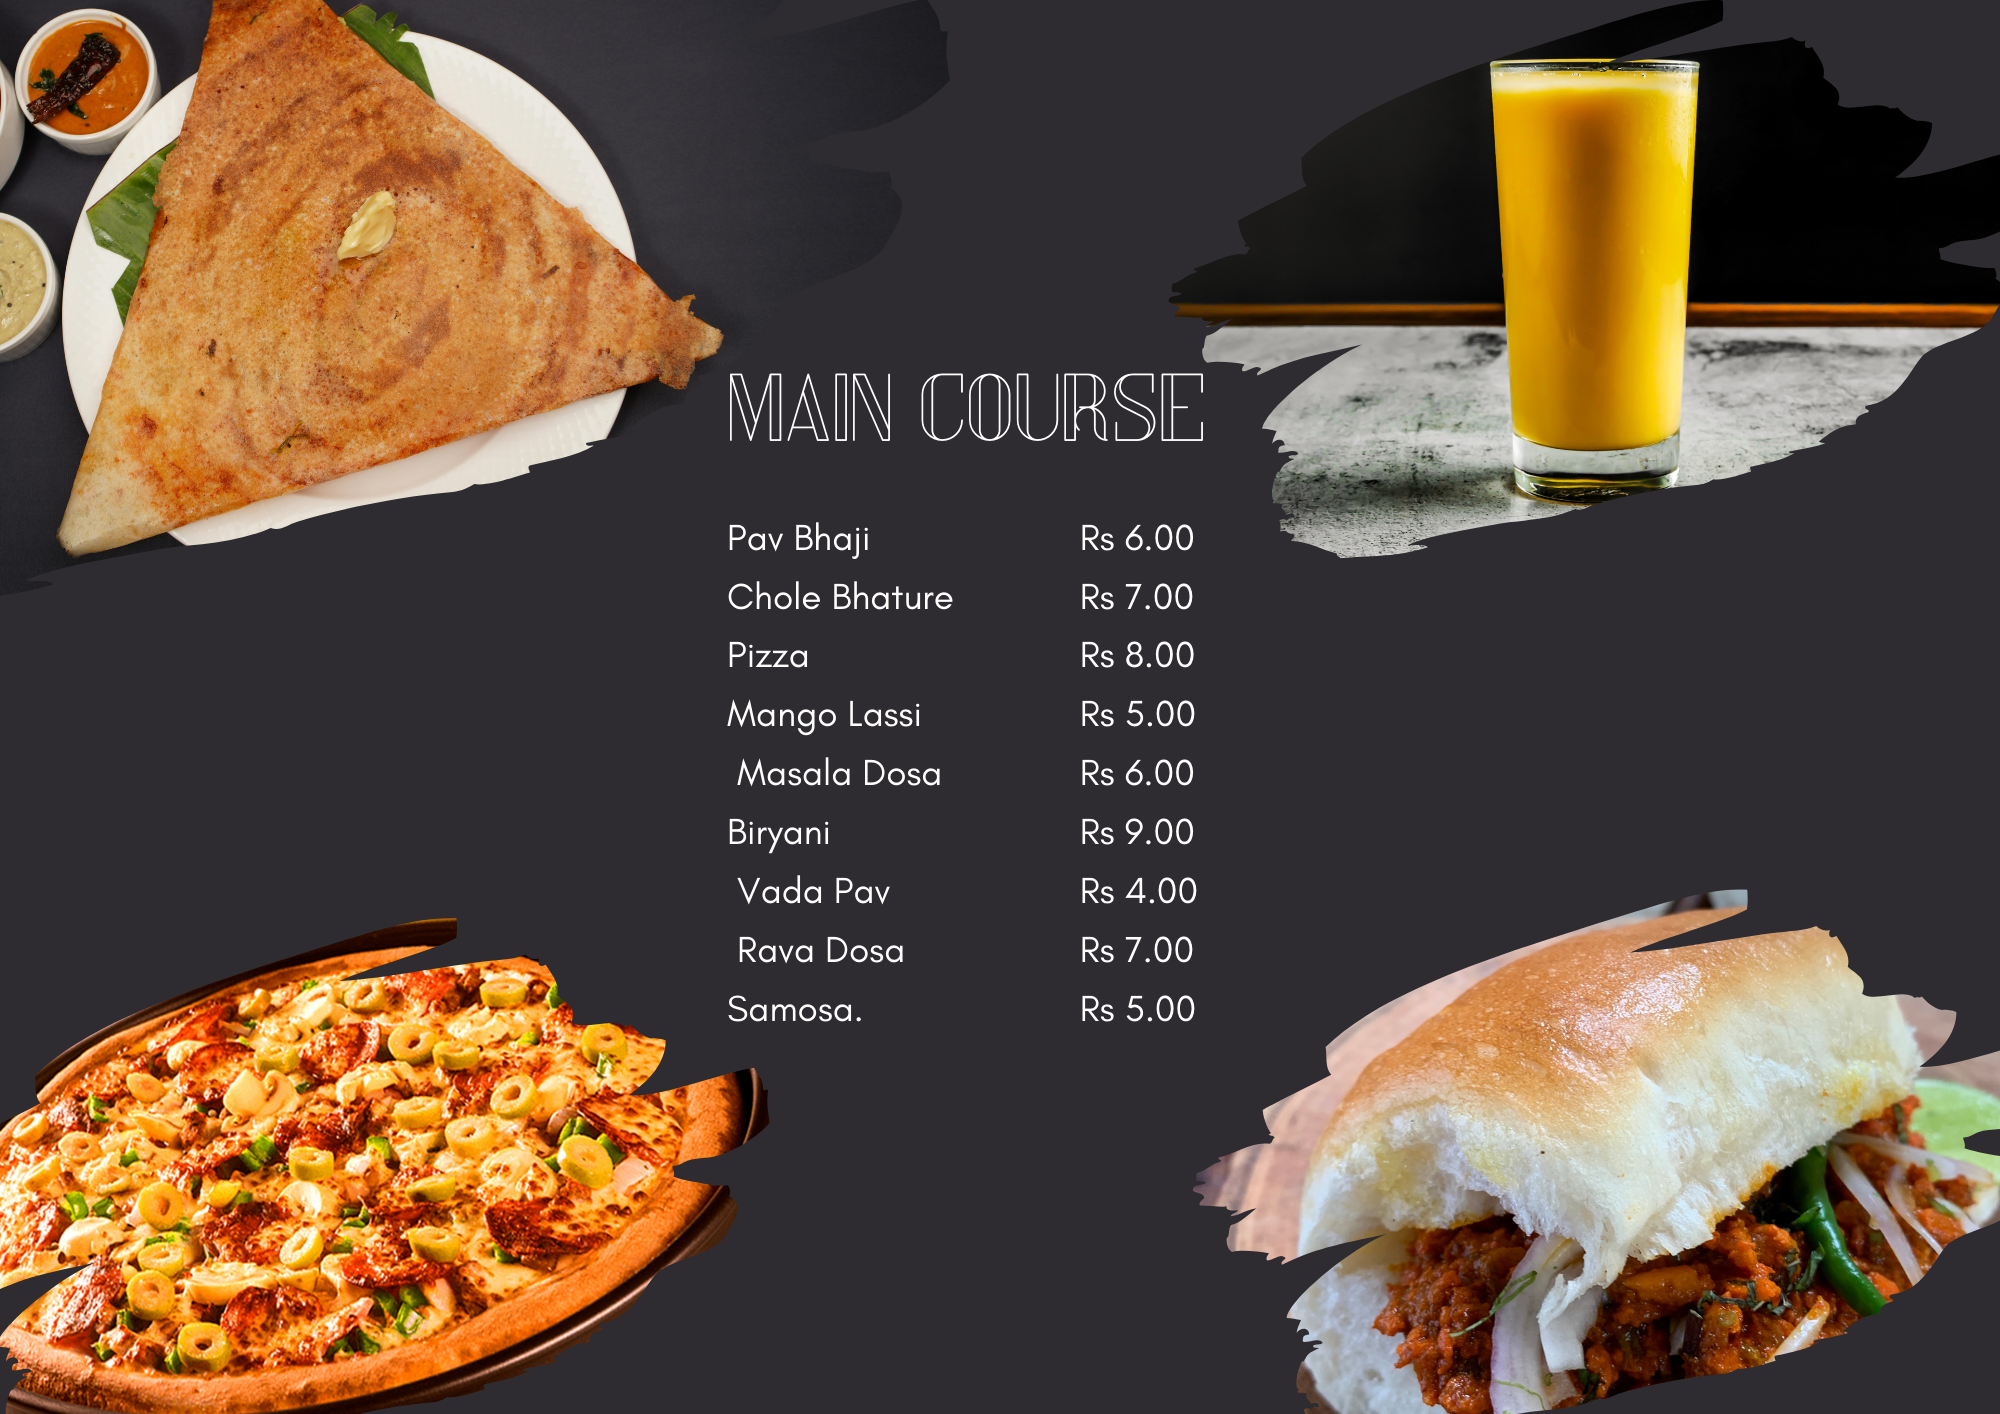 MAIN COURSE
Pav Bhaji Rs 6.00
Chole Bhature Rs 7.00
Pizza Rs 8.00
Mango Lassi Rs 5.00
Masala Dosa Rs 6.00
Biryani Rs 9.00
Vada Pav Rs 4.00
Rava Dosa Rs 7.00
Samosa. Rs 5.00